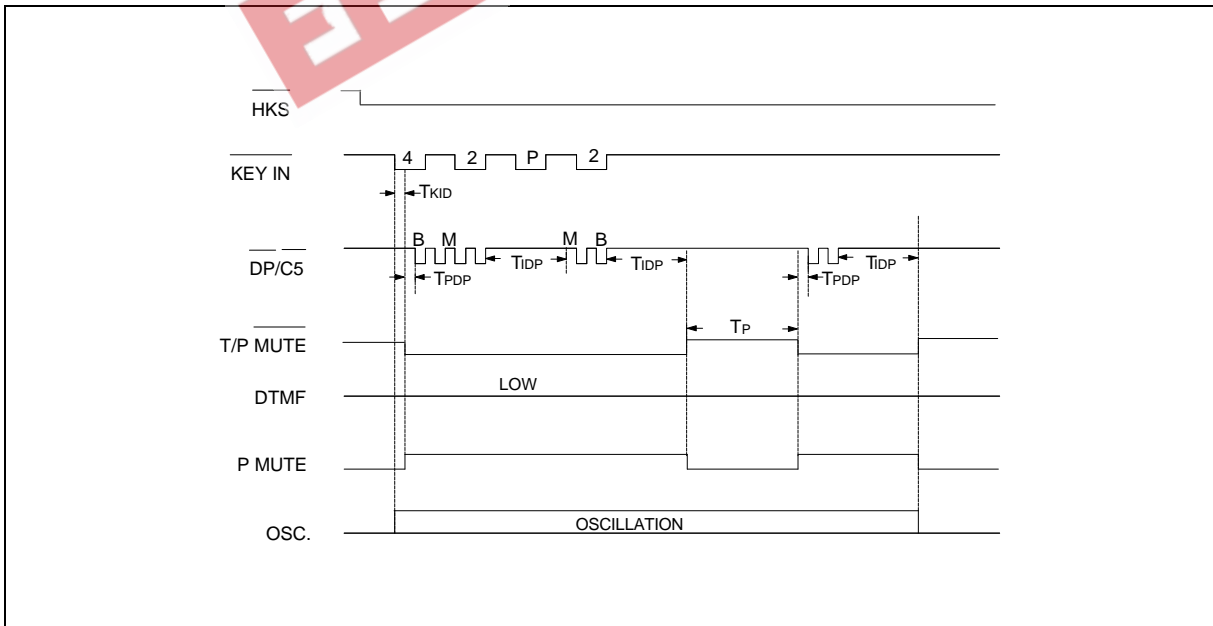 HKS
4 2 P 2
KEY IN
TKID
B M M B
DP/C5
TIDP TIDP TIDP
TPDP TPDP
TP
T/P MUTE
LOW
DTMF
P MUTE
OSCILLATION
OSC.